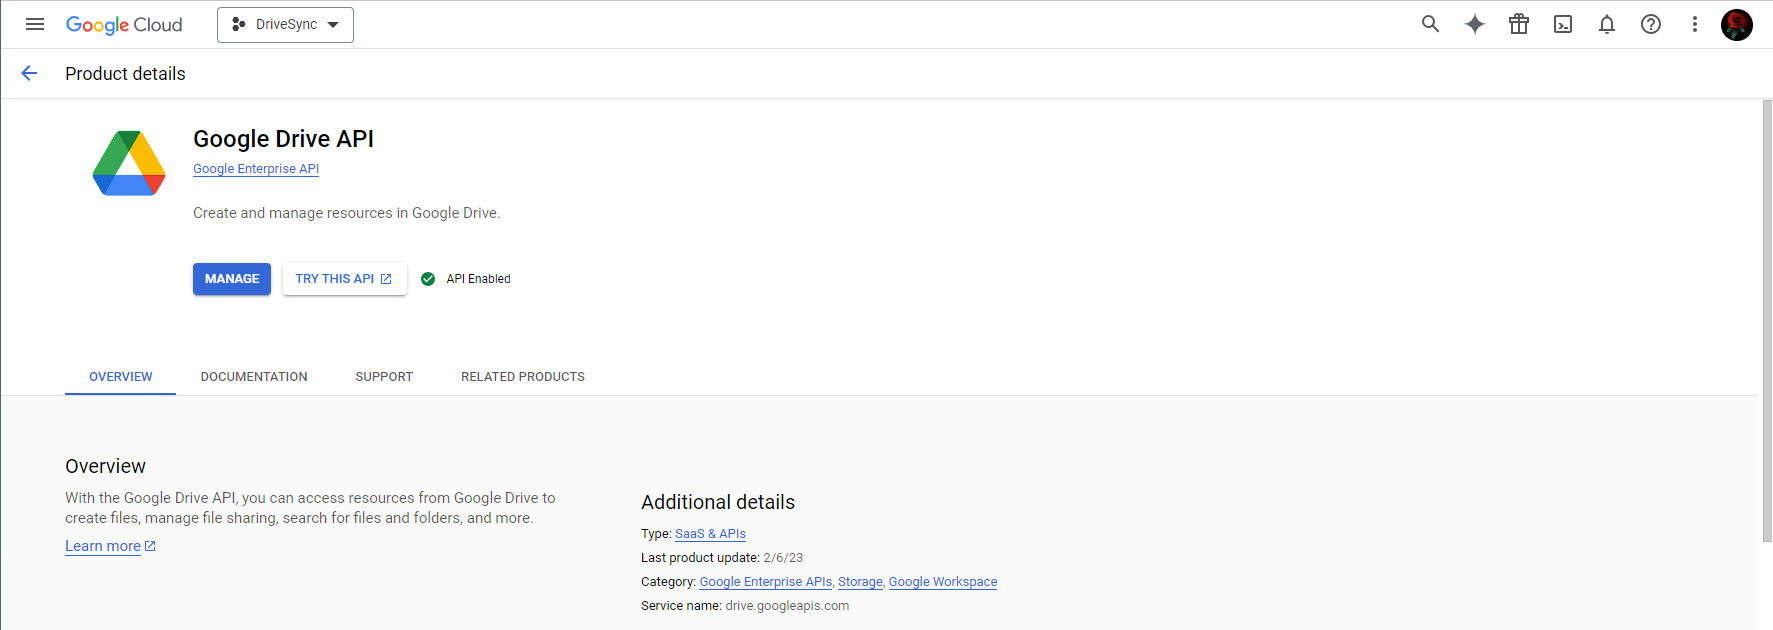 Google Cloud
DriveSync
Product details
Google Drive API
Google Enterprise API
Create and manage resources in Google Drive.
MANAGE
TRY THIS API
API Enabled
OVERVIEW
DOCUMENTATION
SUPPORT
RELATED PRODUCTS
Overview
With the Google Drive API, you can access resources from Google Drive to
create files, manage file sharing, search for files and folders, and more.
Learn more
Additional details
Type: SaaS & APIs
Last product update: 2/6/23
Category: Google Enterprise APIs, Storage, Google Workspace
Service name: drive.googleapis.com